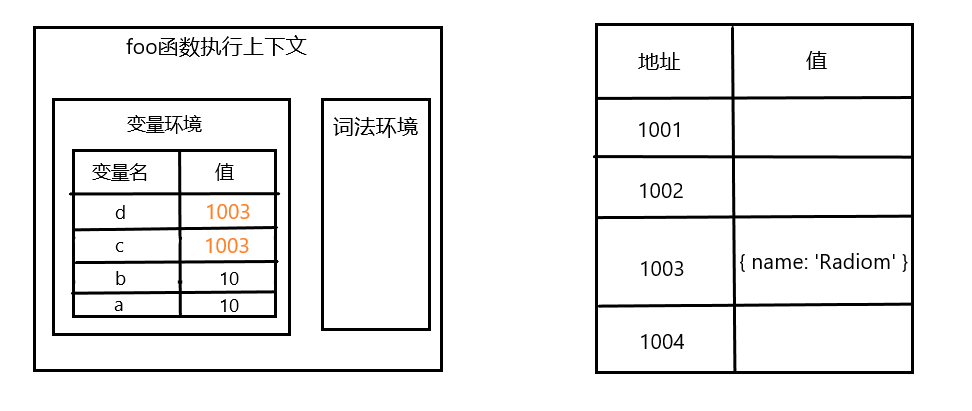 foo函数执行上下文
变量环境
变量名 值
d 1003
c 1003
b 10
a 10
词法环境
地址 值
1001
1002
1003 { name: 'Radiom' }
1004